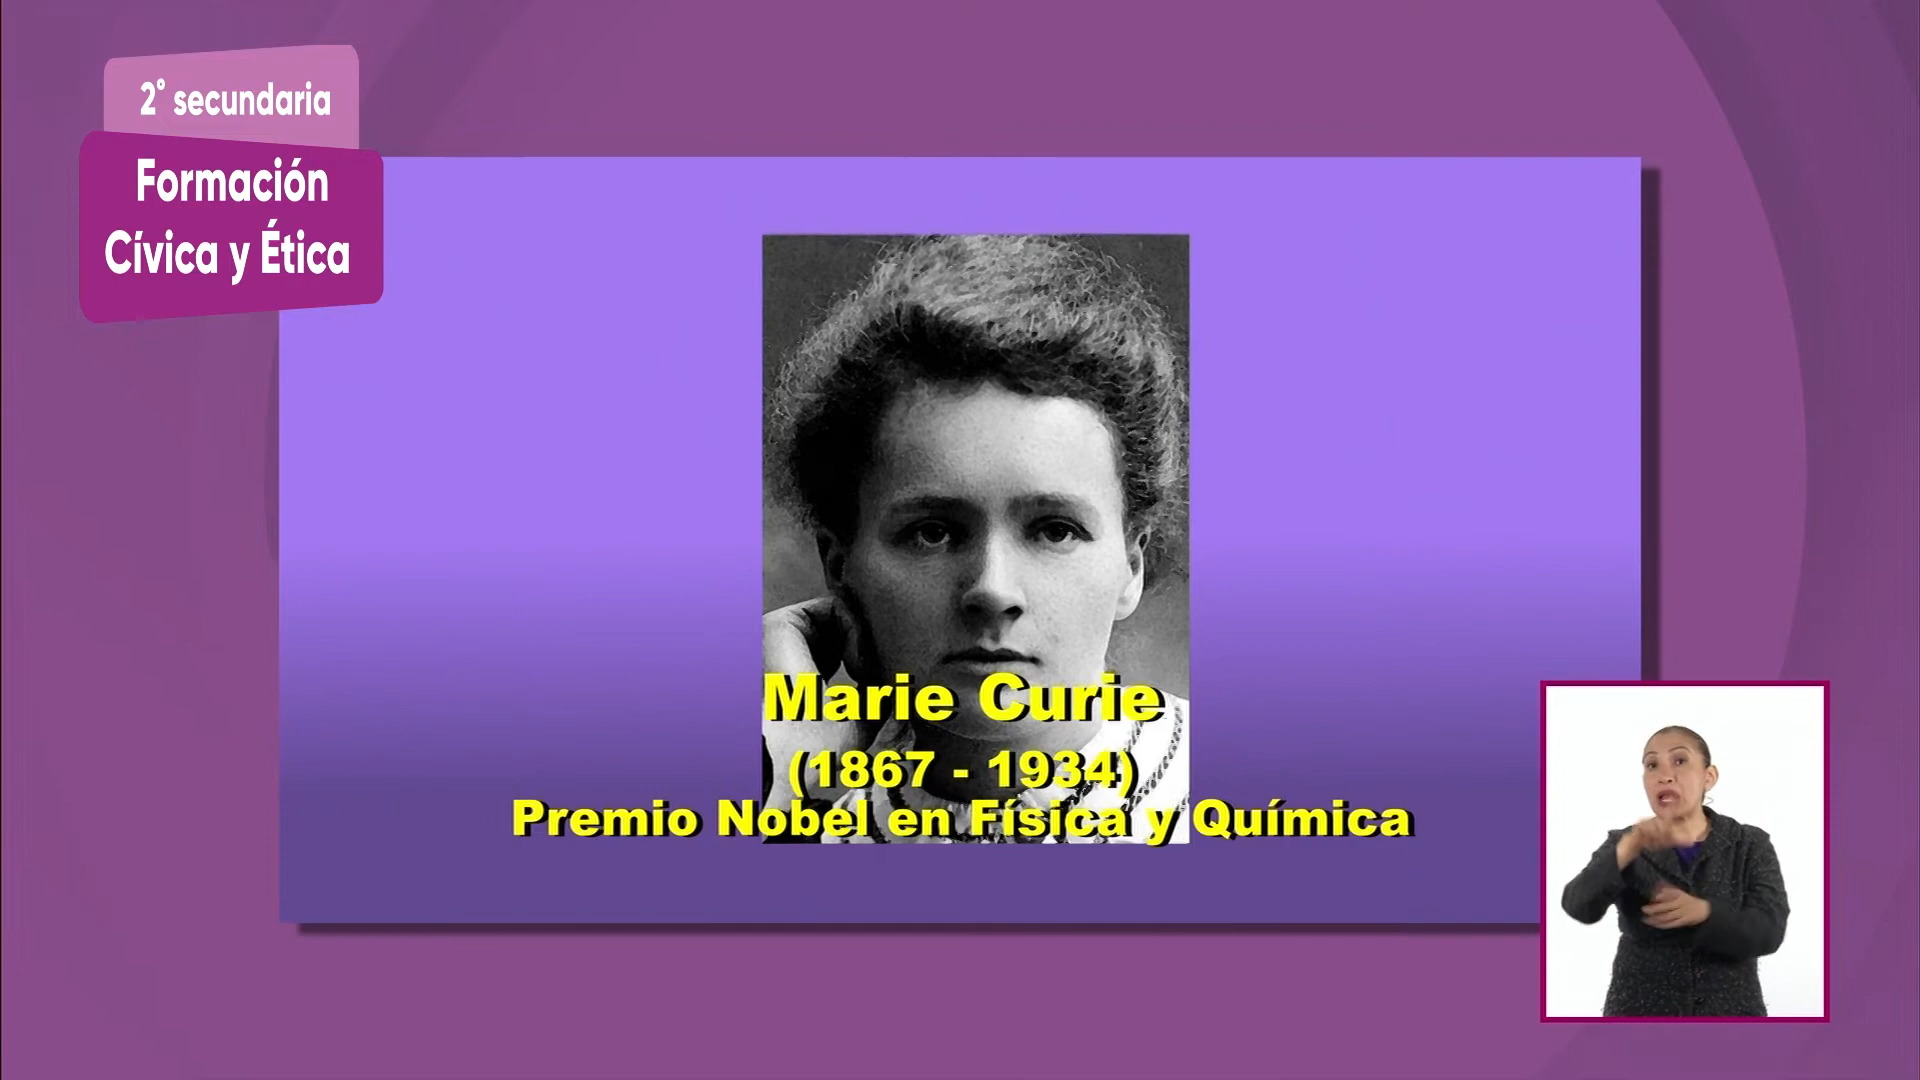 2° secundaria
Formación
Cívica y Ética
Marie Curie
(1867 - 1934)
Premio Nobel en Física y Química